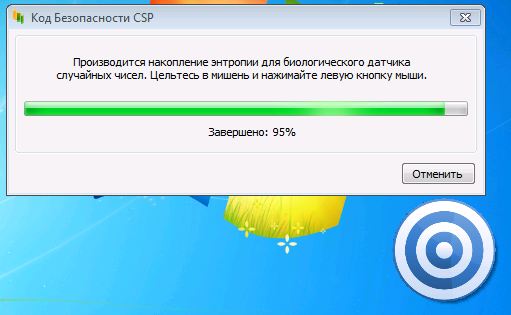 Код Безопасности CSP
Производится накопление энтропии для биологического датчика
случайных чисел. Цельтесь в мишень и нажимайте левую кнопку мыши.
Завершено: 95%
Отменить